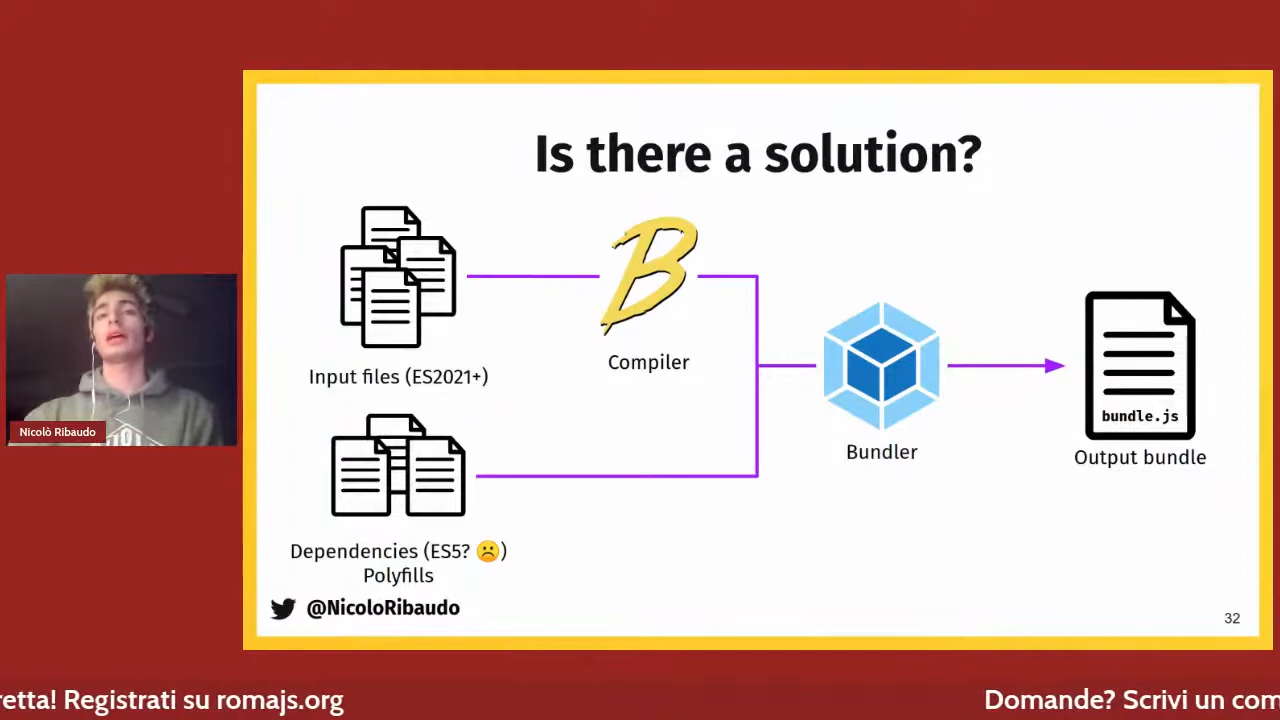 Is there a solution?
Input files (ES2021+)
Compiler
Bundler
bundle.js
Output bundle
Dependencies (ES5? ☹️)
Polyfills
@NicoloRibaudo
32
Nicolò Ribaudo
retta! Registrati su romajs.org
Domande? Scrivi un com